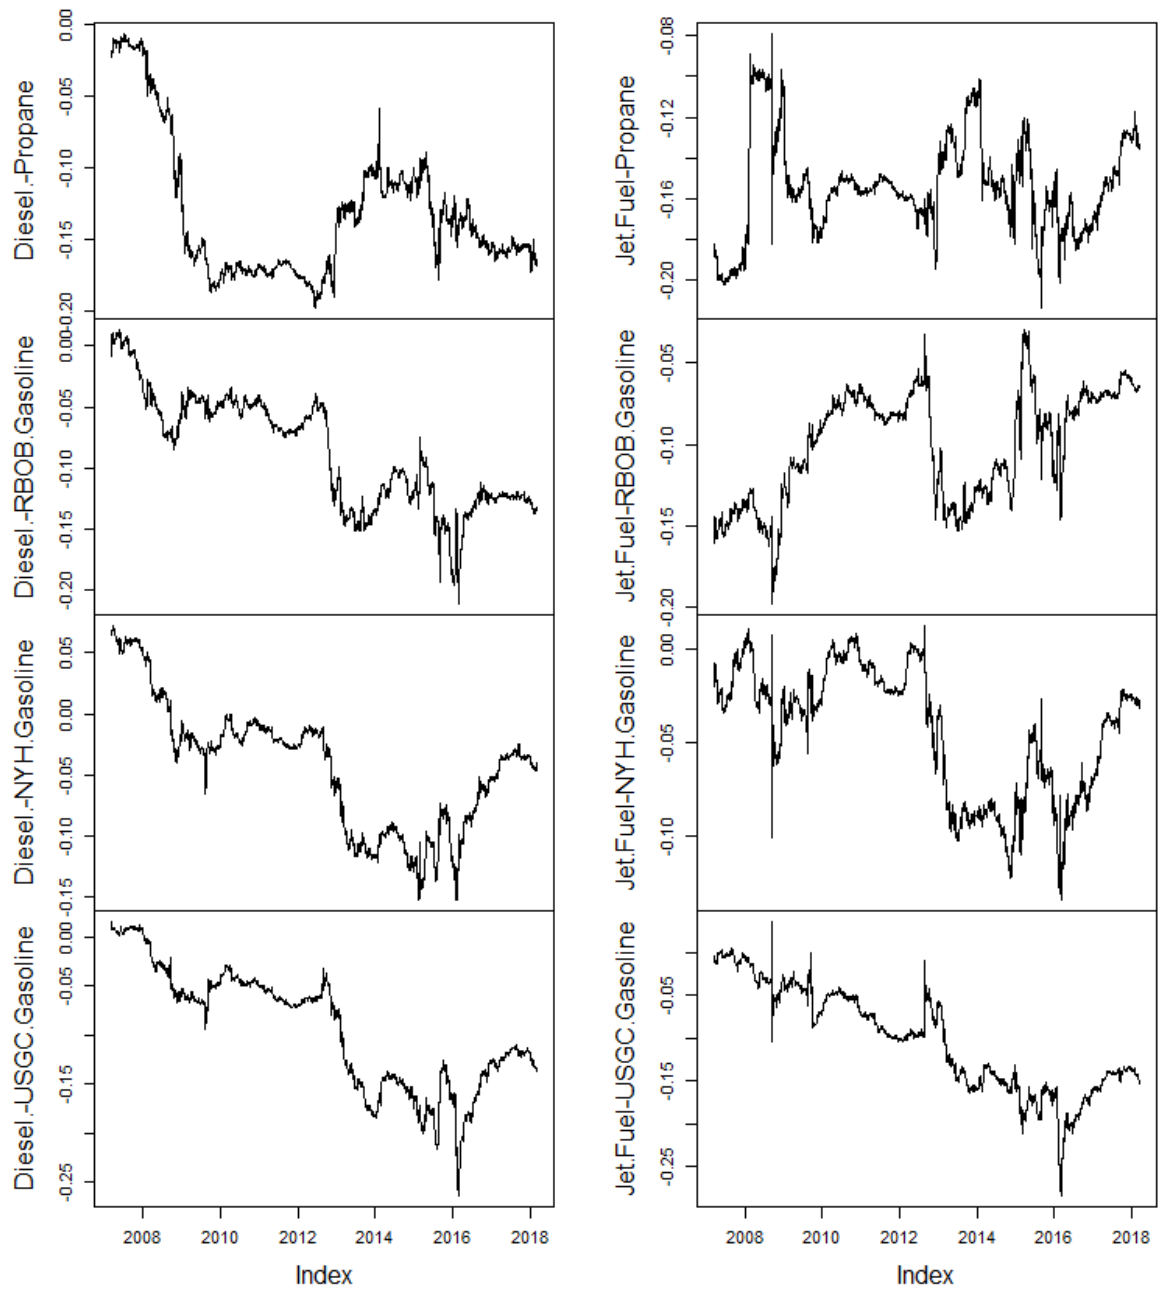 Diesel.-Propane
0.00
-0.05
-0.10
-0.15
-0.20
Diesel.-RBOB.Gasoline
0.00
-0.05
-0.10
-0.15
-0.20
Diesel.-NYH.Gasoline
0.05
0.00
-0.05
-0.10
-0.15
Diesel.-USGC.Gasoline
0.00
-0.05
-0.15
-0.25
2008 2010 2012 2014 2016 2018
Index
Jet.Fuel-Propane
-0.08
-0.12
-0.16
-0.20
Jet.Fuel-RBOB.Gasoline
-0.05
-0.10
-0.15
-0.20
Jet.Fuel-NYH.Gasoline
0.00
-0.05
-0.10
Jet.Fuel-USGC.Gasoline
-0.05
-0.15
-0.25
2008 2010 2012 2014 2016 2018
Index